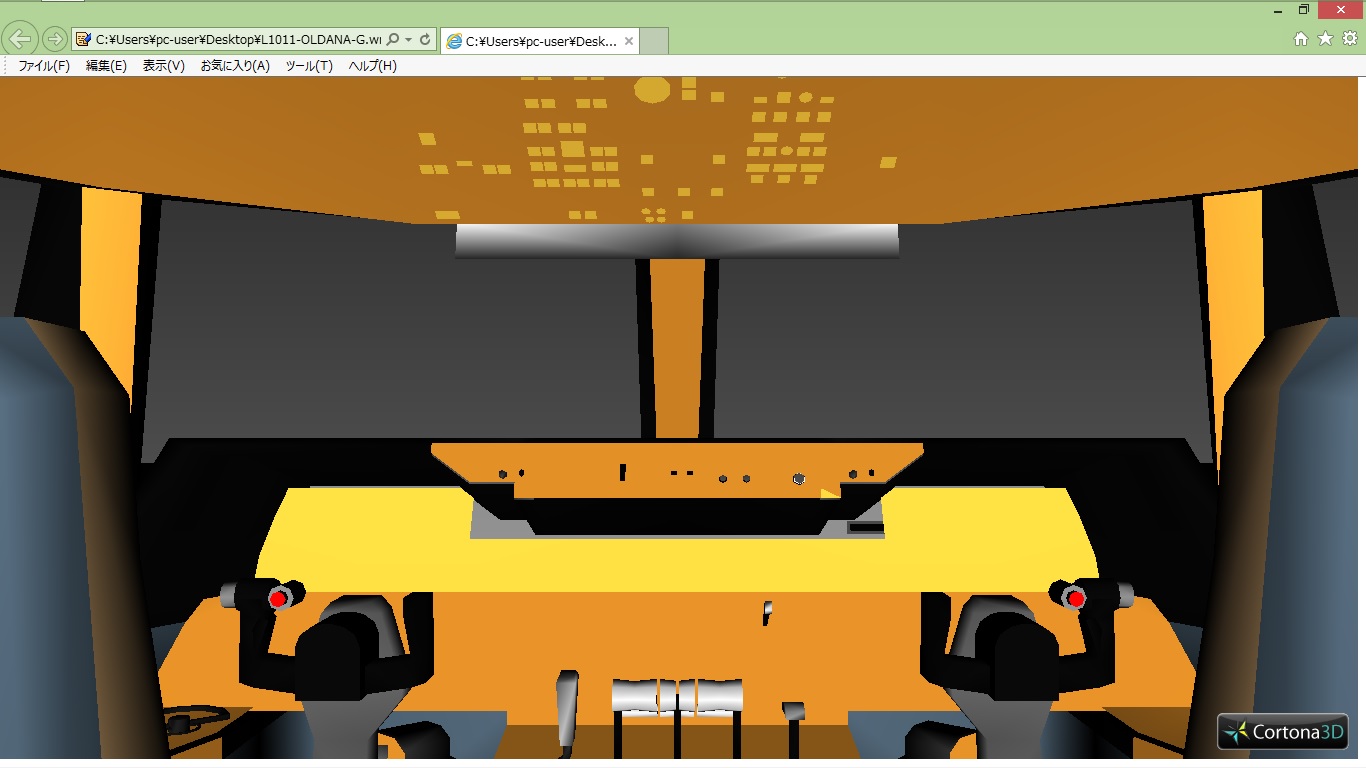 C:¥Users¥pc-user¥Desktop¥L1011-OLDANA-G.wr
C:¥Users¥pc-user¥Desk...
ファイル(F) 編集(E) 表示(V) お気に入り(A) ツール(T) ヘルプ(H)
Cortona3D